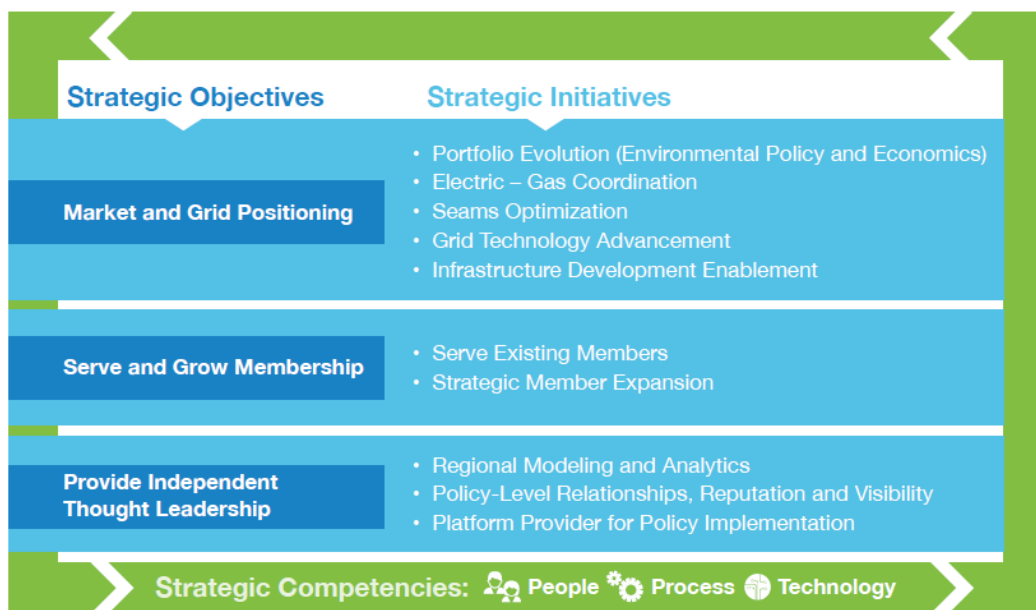 Strategic Objectives
Strategic Initiatives
Market and Grid Positioning
• Portfolio Evolution (Environmental Policy and Economics)
• Electric – Gas Coordination
• Seams Optimization
• Grid Technology Advancement
• Infrastructure Development Enablement
Serve and Grow Membership
• Serve Existing Members
• Strategic Member Expansion
Provide Independent
Thought Leadership
• Regional Modeling and Analytics
• Policy-Level Relationships, Reputation and Visibility
• Platform Provider for Policy Implementation
Strategic Competencies: People Process Technology